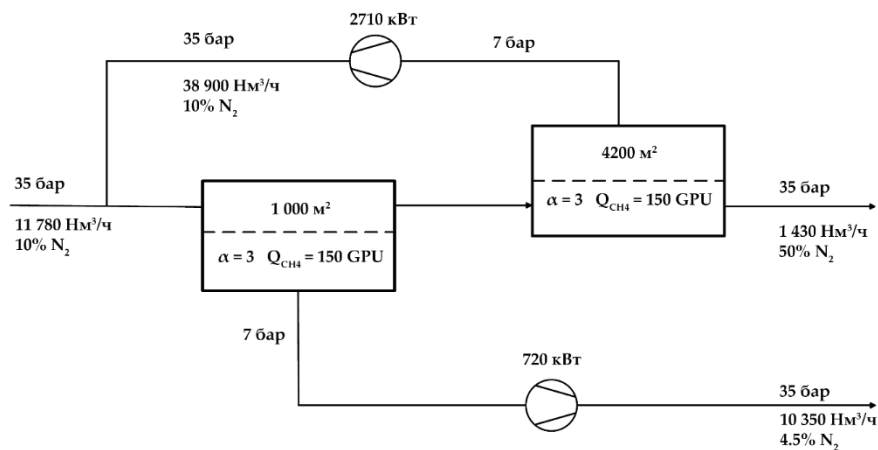 2710 кВт
35 бар
7 бар
38 900 Нм³/ч
10% N₂
4200 м²
35 бар
35 бар
1 000 м²
α = 3 Q_CH4 = 150 GPU
11 780 Нм³/ч
10% N₂
1 430 Нм³/ч
50% N₂
α = 3 Q_CH4 = 150 GPU
7 бар
720 кВт
35 бар
10 350 Нм³/ч
4.5% N₂